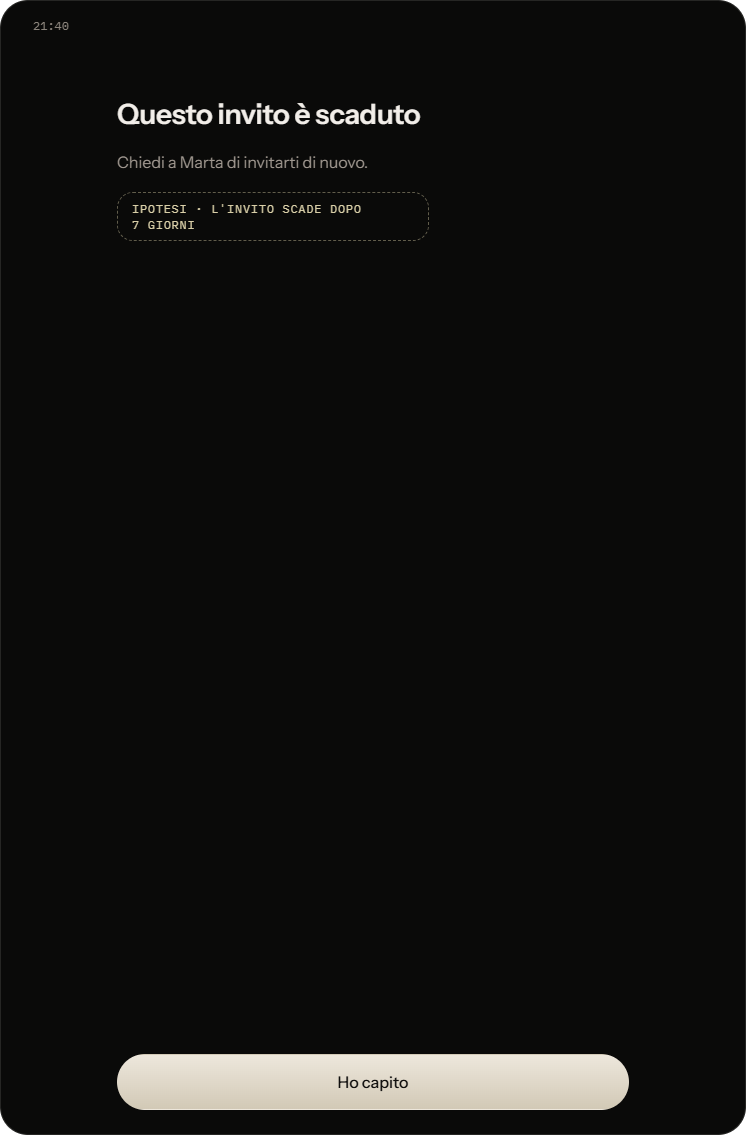 21:40
Questo invito è scaduto
Chiedi a Marta di invitarti di nuovo.
IPOTESI · L'INVITO SCADE DOPO
7 GIORNI
Ho capito